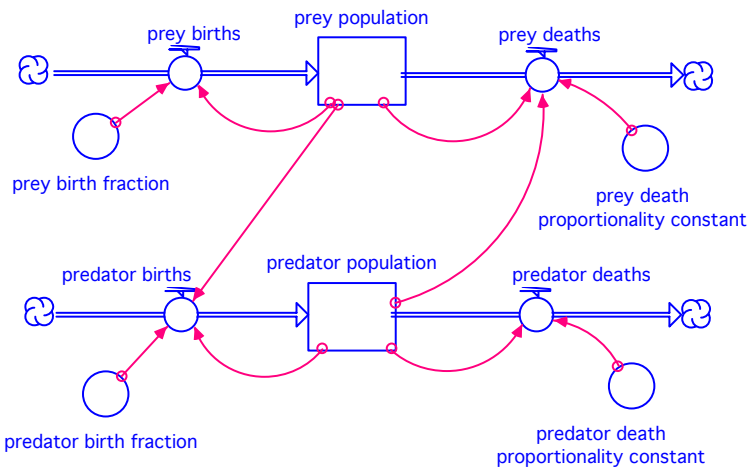 prey population
prey births
prey deaths
prey birth fraction
prey death
proportionality constant
predator population
predator births
predator deaths
predator birth fraction
predator death
proportionality constant